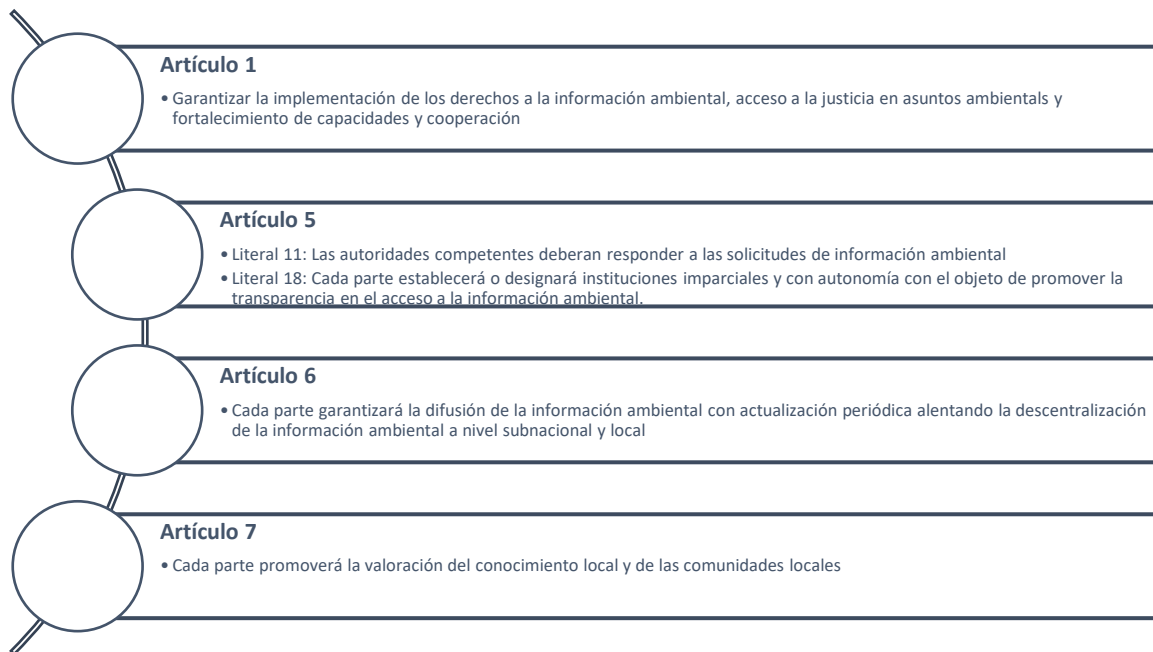 Artículo 1
• Garantizar la implementación de los derechos a la información ambiental, acceso a la justicia en asuntos ambientals y
fortalecimiento de capacidades y cooperación
Artículo 5
• Literal 11: Las autoridades competentes deberan responder a las solicitudes de información ambiental
• Literal 18: Cada parte establecerá o designará instituciones imparciales y con autonomía con el objeto de promover la
transparencia en el acceso a la información ambiental.
Artículo 6
• Cada parte garantizará la difusión de la información ambiental con actualización periódica alentando la descentralización
de la información ambiental a nivel subnacional y local
Artículo 7
• Cada parte promoverá la valoración del conocimiento local y de las comunidades locales